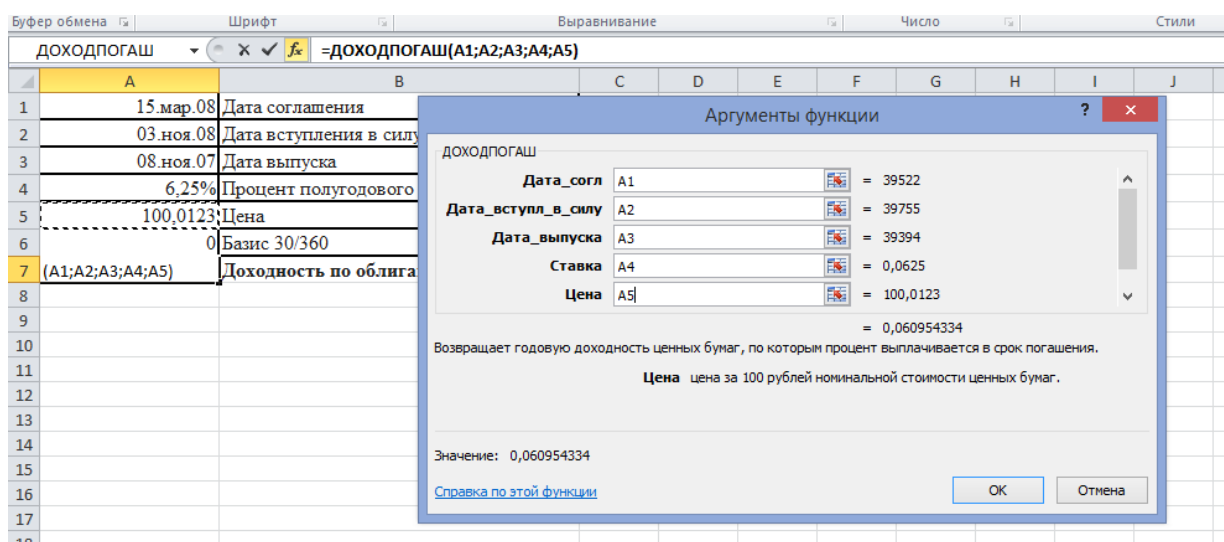 Буфер обмена Шрифт Выравнивание Число Стили
ДОХОДПОГАШ fx =ДОХОДПОГАШ(A1;A2;A3;A4;A5)
A B C D E F G H I J
1 15.мар.08 Дата соглашения
2 03.ноя.08 Дата вступления в силу
3 08.ноя.07 Дата выпуска
4 6,25% Процент полугодового
5 100,0123 Цена
6 0 Базис 30/360
7 (A1;A2;A3;A4;A5) Доходность по облига
8
9
10
11
12
13
14
15
16
17
18
Аргументы функции ? ×
ДОХОДПОГАШ
Дата_согл A1 = 39522
Дата_вступл_в_силу A2 = 39755
Дата_выпуска A3 = 39394
Ставка A4 = 0,0625
Цена A5 = 100,0123
= 0,060954334
Возвращает годовую доходность ценных бумаг, по которым процент выплачивается в срок погашения.
Цена цена за 100 рублей номинальной стоимости ценных бумаг.
Значение: 0,060954334
Справка по этой функции ОК Отмена